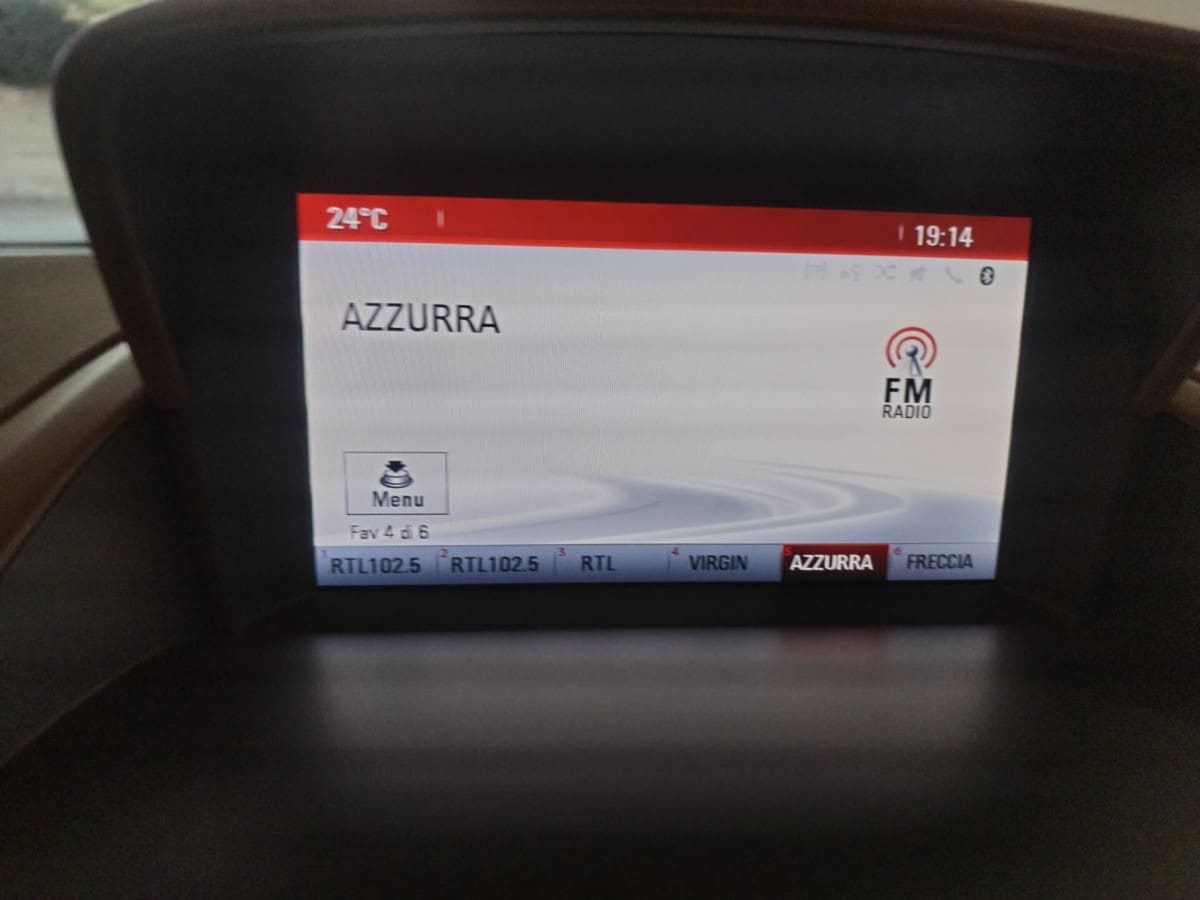 24°C 19:14
AZZURRA
FM
RADIO
Menu
Fav 4 di 6
1 RTL102.5 2 RTL102.5 3 RTL 4 VIRGIN 5 AZZURRA 6 FRECCIA